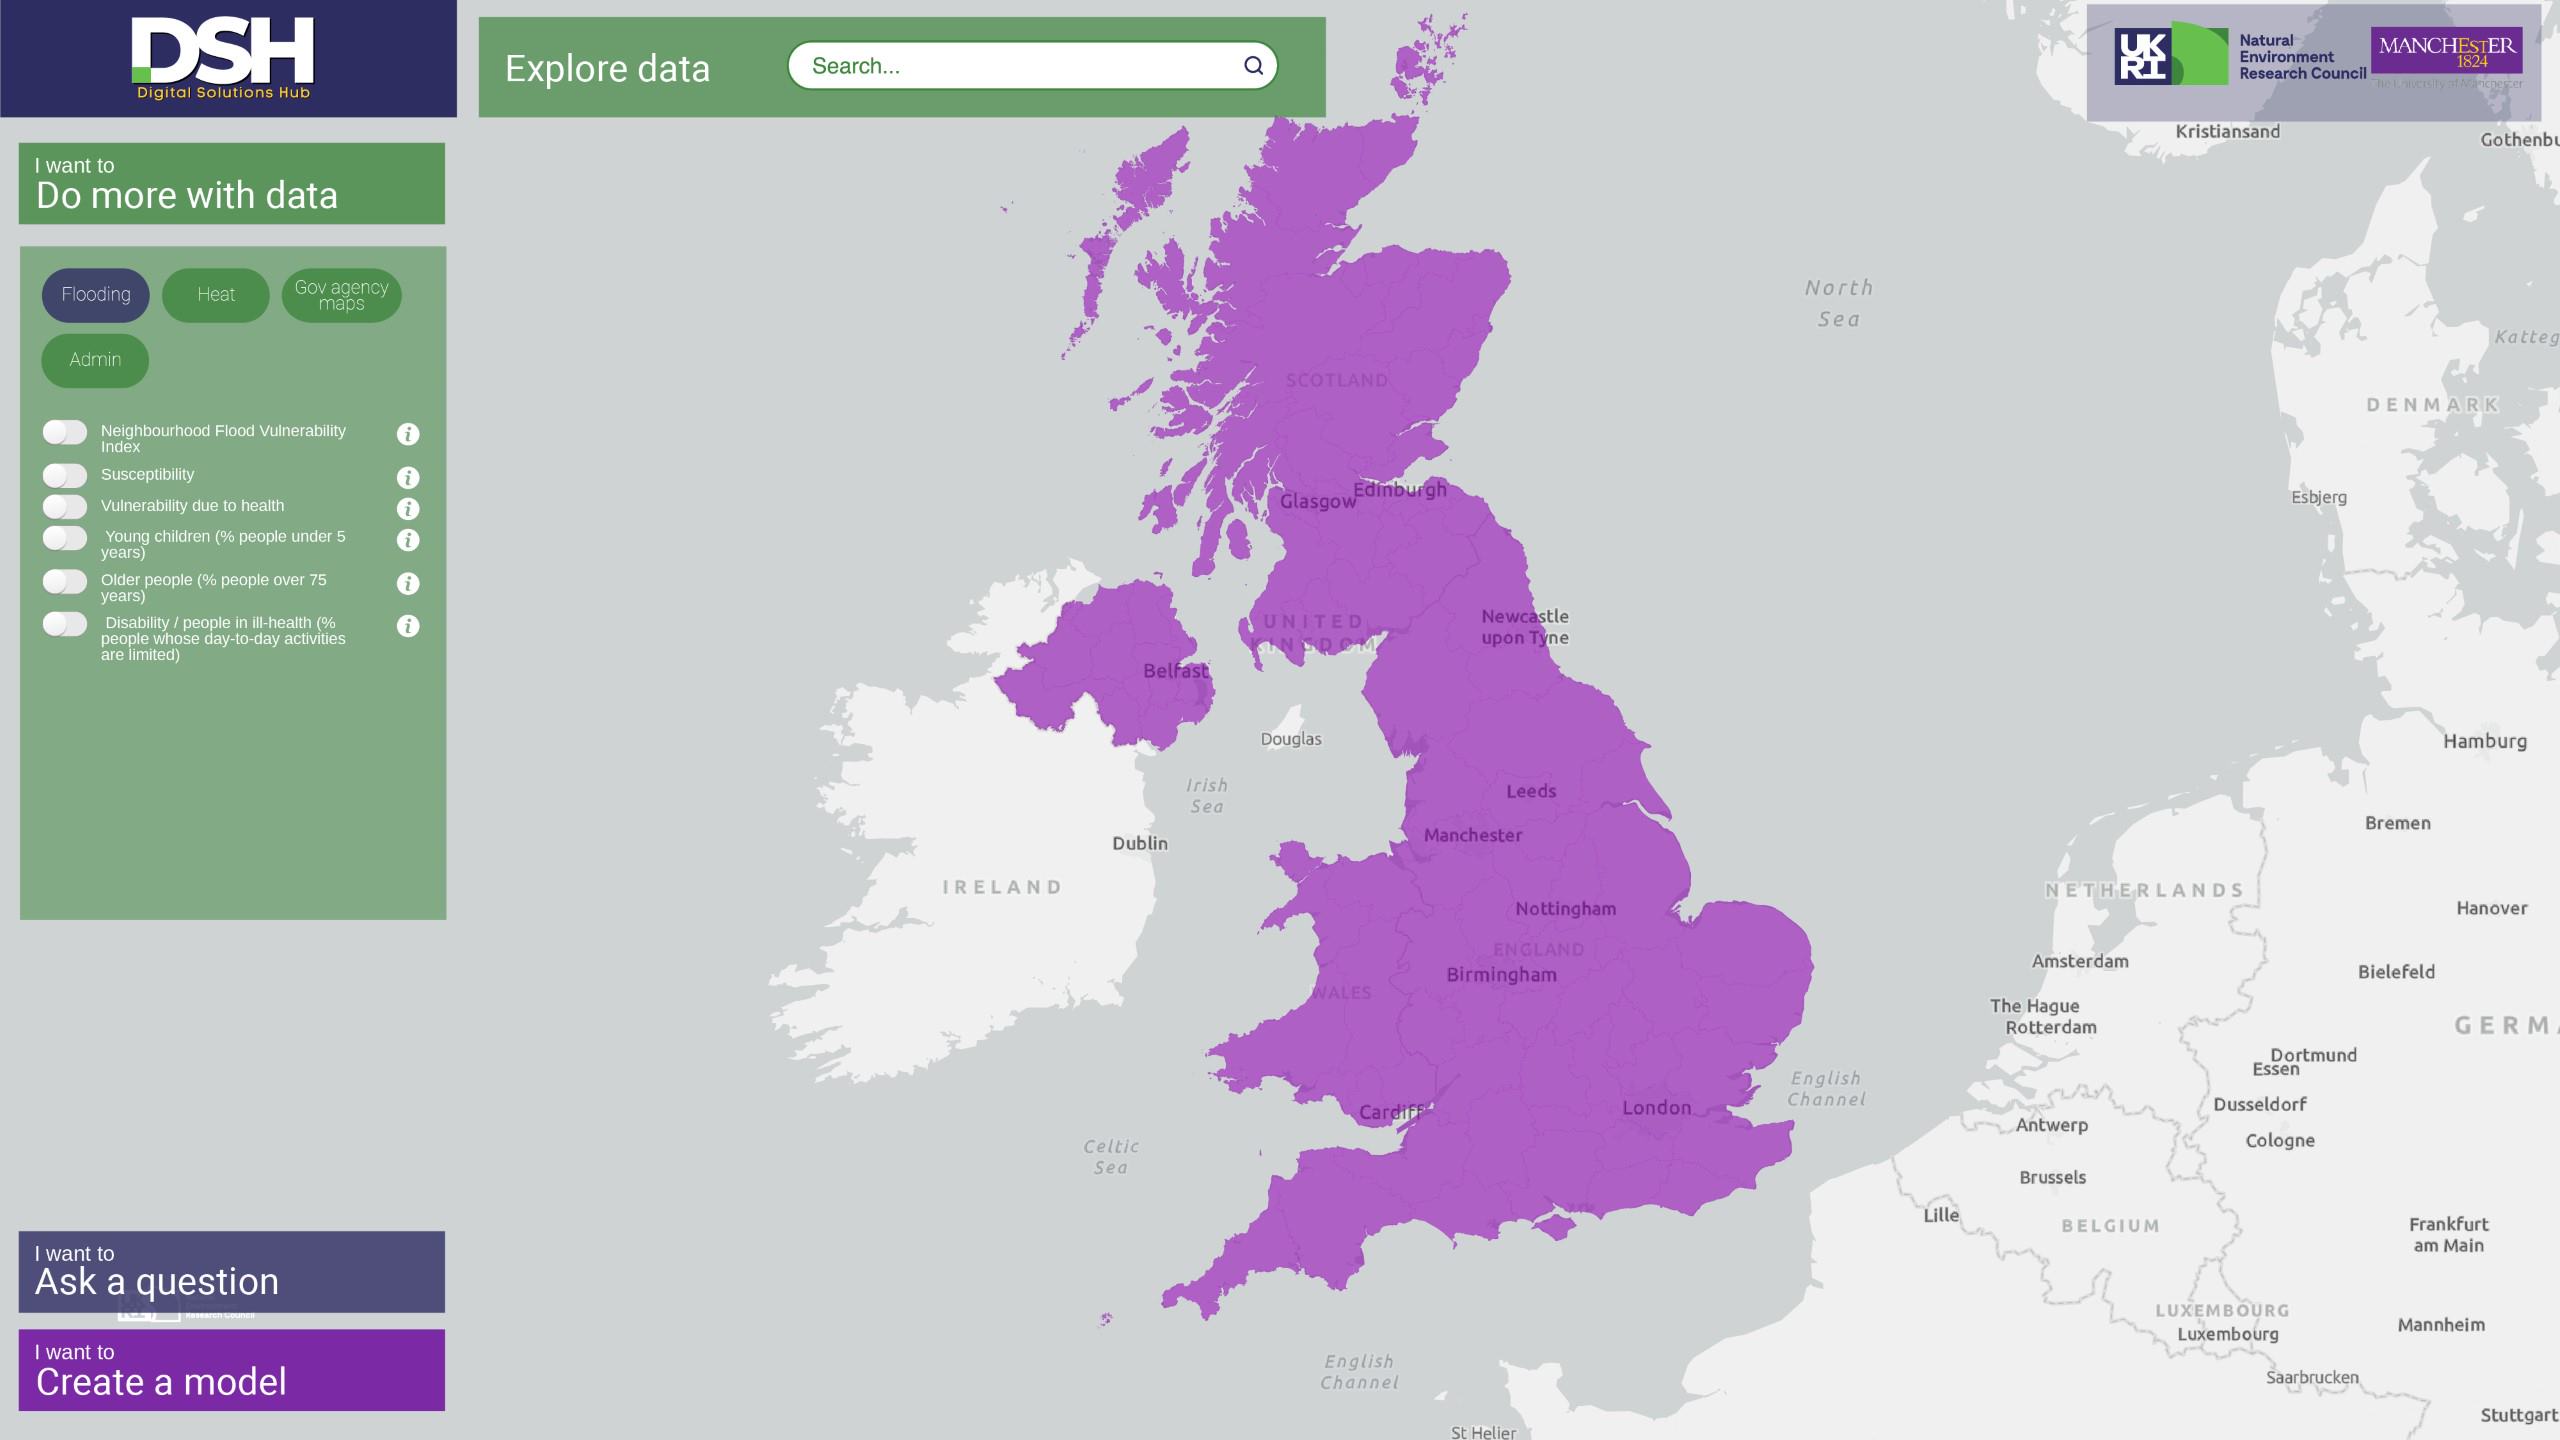 DSH
Digital Solutions Hub
Explore data
Search...
UK
RI
Natural
Environment
Research Council
MANCHESTER
1824
The University of Manchester
I want to
Do more with data
Flooding
Heat
Gov agency
maps
Admin
Neighbourhood Flood Vulnerability
Index
Susceptibility
Vulnerability due to health
Young children (% people under 5
years)
Older people (% people over 75
years)
Disability / people in ill-health (%
people whose day-to-day activities
are limited)
I want to
Ask a question
Research Council
I want to
Create a model
Kristiansand
North
Sea
DENMARK
SCOTLAND
Edinburgh
Glasgow
Esbjerg
UNITED
KINGDOM
Newcastle
upon Tyne
Belfast
Douglas
Hamburg
Irish
Sea
Leeds
Bremen
Manchester
Dublin
IRELAND
NETHERLANDS
Nottingham
Hanover
ENGLAND
Amsterdam
Birmingham
Bielefeld
WALES
The Hague
Rotterdam
GERMA
Dortmund
Essen
English
Channel
Dusseldorf
London
Cardiff
Antwerp
Cologne
Celtic
Sea
Brussels
Lille
BELGIUM
Frankfurt
am Main
LUXEMBOURG
Luxembourg
Mannheim
English
Channel
Saarbrucken
Stuttgart
St Helier
Gothenbu
Katteg